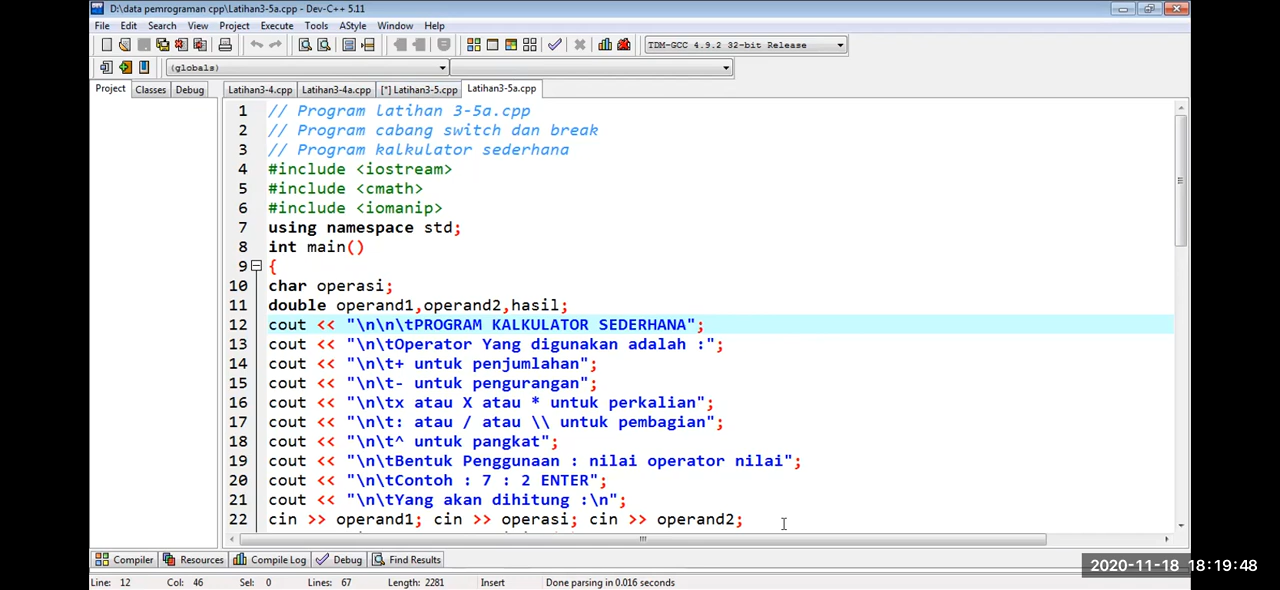 D:\data pemrograman cpp\Latihan3-5a.cpp - Dev-C++ 5.11
File Edit Search View Project Execute Tools AStyle Window Help
TDM-GCC 4.9.2 32-bit Release
(globals)
Project Classes Debug Latihan3-4.cpp Latihan3-4a.cpp [*] Latihan3-5.cpp Latihan3-5a.cpp
1 // Program latihan 3-5a.cpp
2 // Program cabang switch dan break
3 // Program kalkulator sederhana
4 #include <iostream>
5 #include <cmath>
6 #include <iomanip>
7 using namespace std;
8 int main()
9 {
10 char operasi;
11 double operand1,operand2,hasil;
12 cout << "\n\n\tPROGRAM KALKULATOR SEDERHANA";
13 cout << "\n\tOperator Yang digunakan adalah :";
14 cout << "\n\t+ untuk penjumlahan";
15 cout << "\n\t- untuk pengurangan";
16 cout << "\n\tx atau X atau * untuk perkalian";
17 cout << "\n\t: atau / atau \\ untuk pembagian";
18 cout << "\n\t^ untuk pangkat";
19 cout << "\n\tBentuk Penggunaan : nilai operator nilai";
20 cout << "\n\tContoh : 7 : 2 ENTER";
21 cout << "\n\tYang akan dihitung :\n";
22 cin >> operand1; cin >> operasi; cin >> operand2;
Compiler Resources Compile Log Debug Find Results
2020-11-18 18:19:48
Line: 12 Col: 46 Sel: 0 Lines: 67 Length: 2281 Insert Done parsing in 0.016 seconds